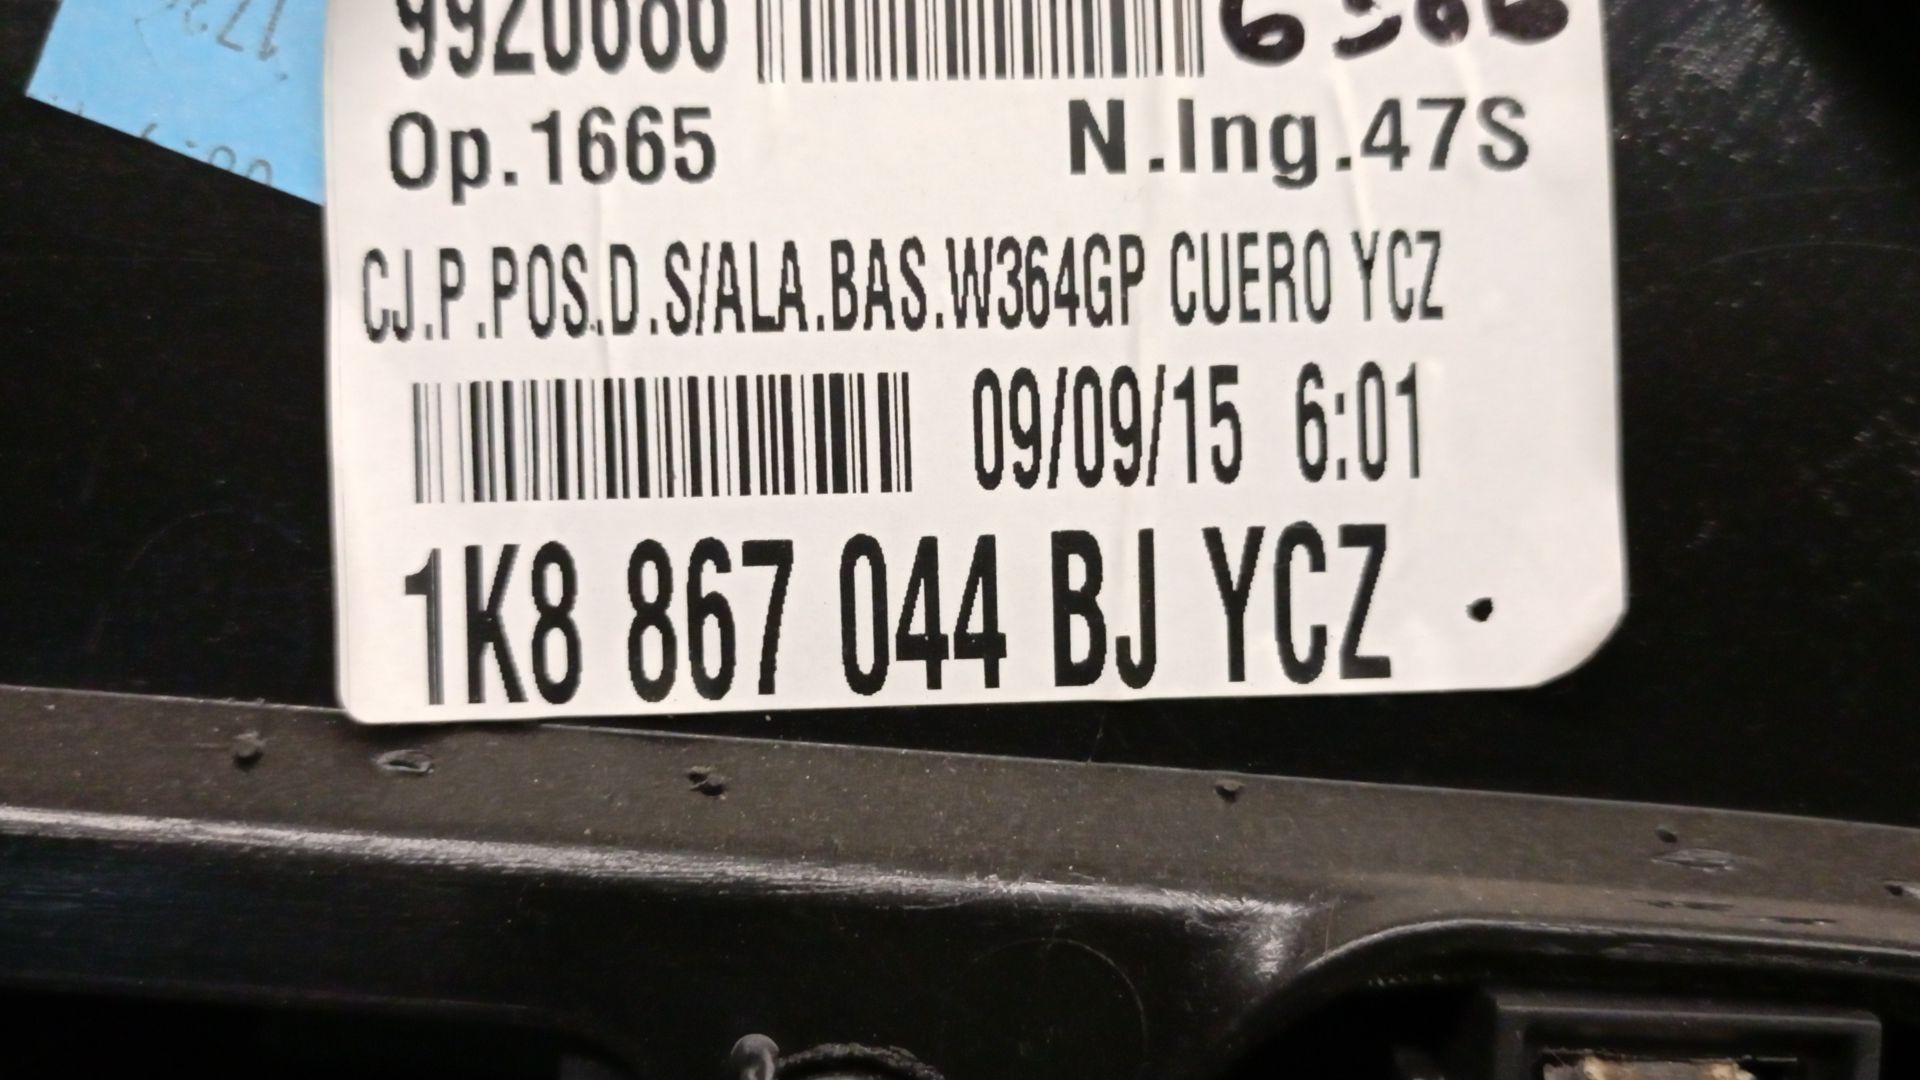 Op.1665 N.Ing.47S
CJ.P.POS.D.S/ALA.BAS.W364GP CUERO YCZ
09/09/15 6:01
1K8 867 044 BJ YCZ